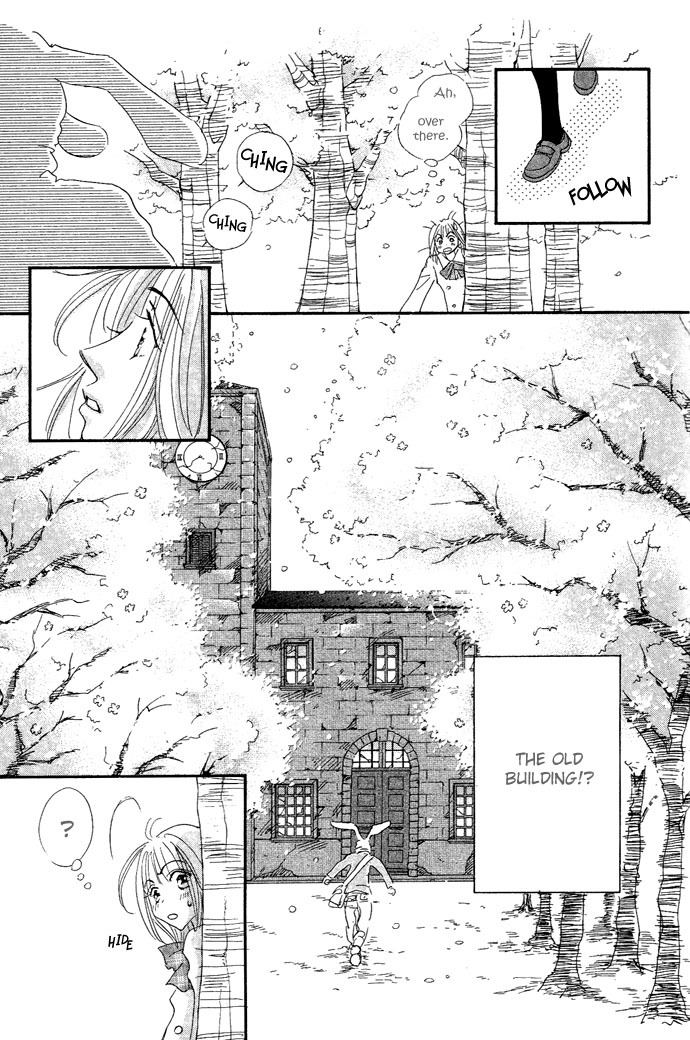 FOLLOW
Ah,
over
there.
CHING
CHING
THE OLD
BUILDING!?
?
HIDE